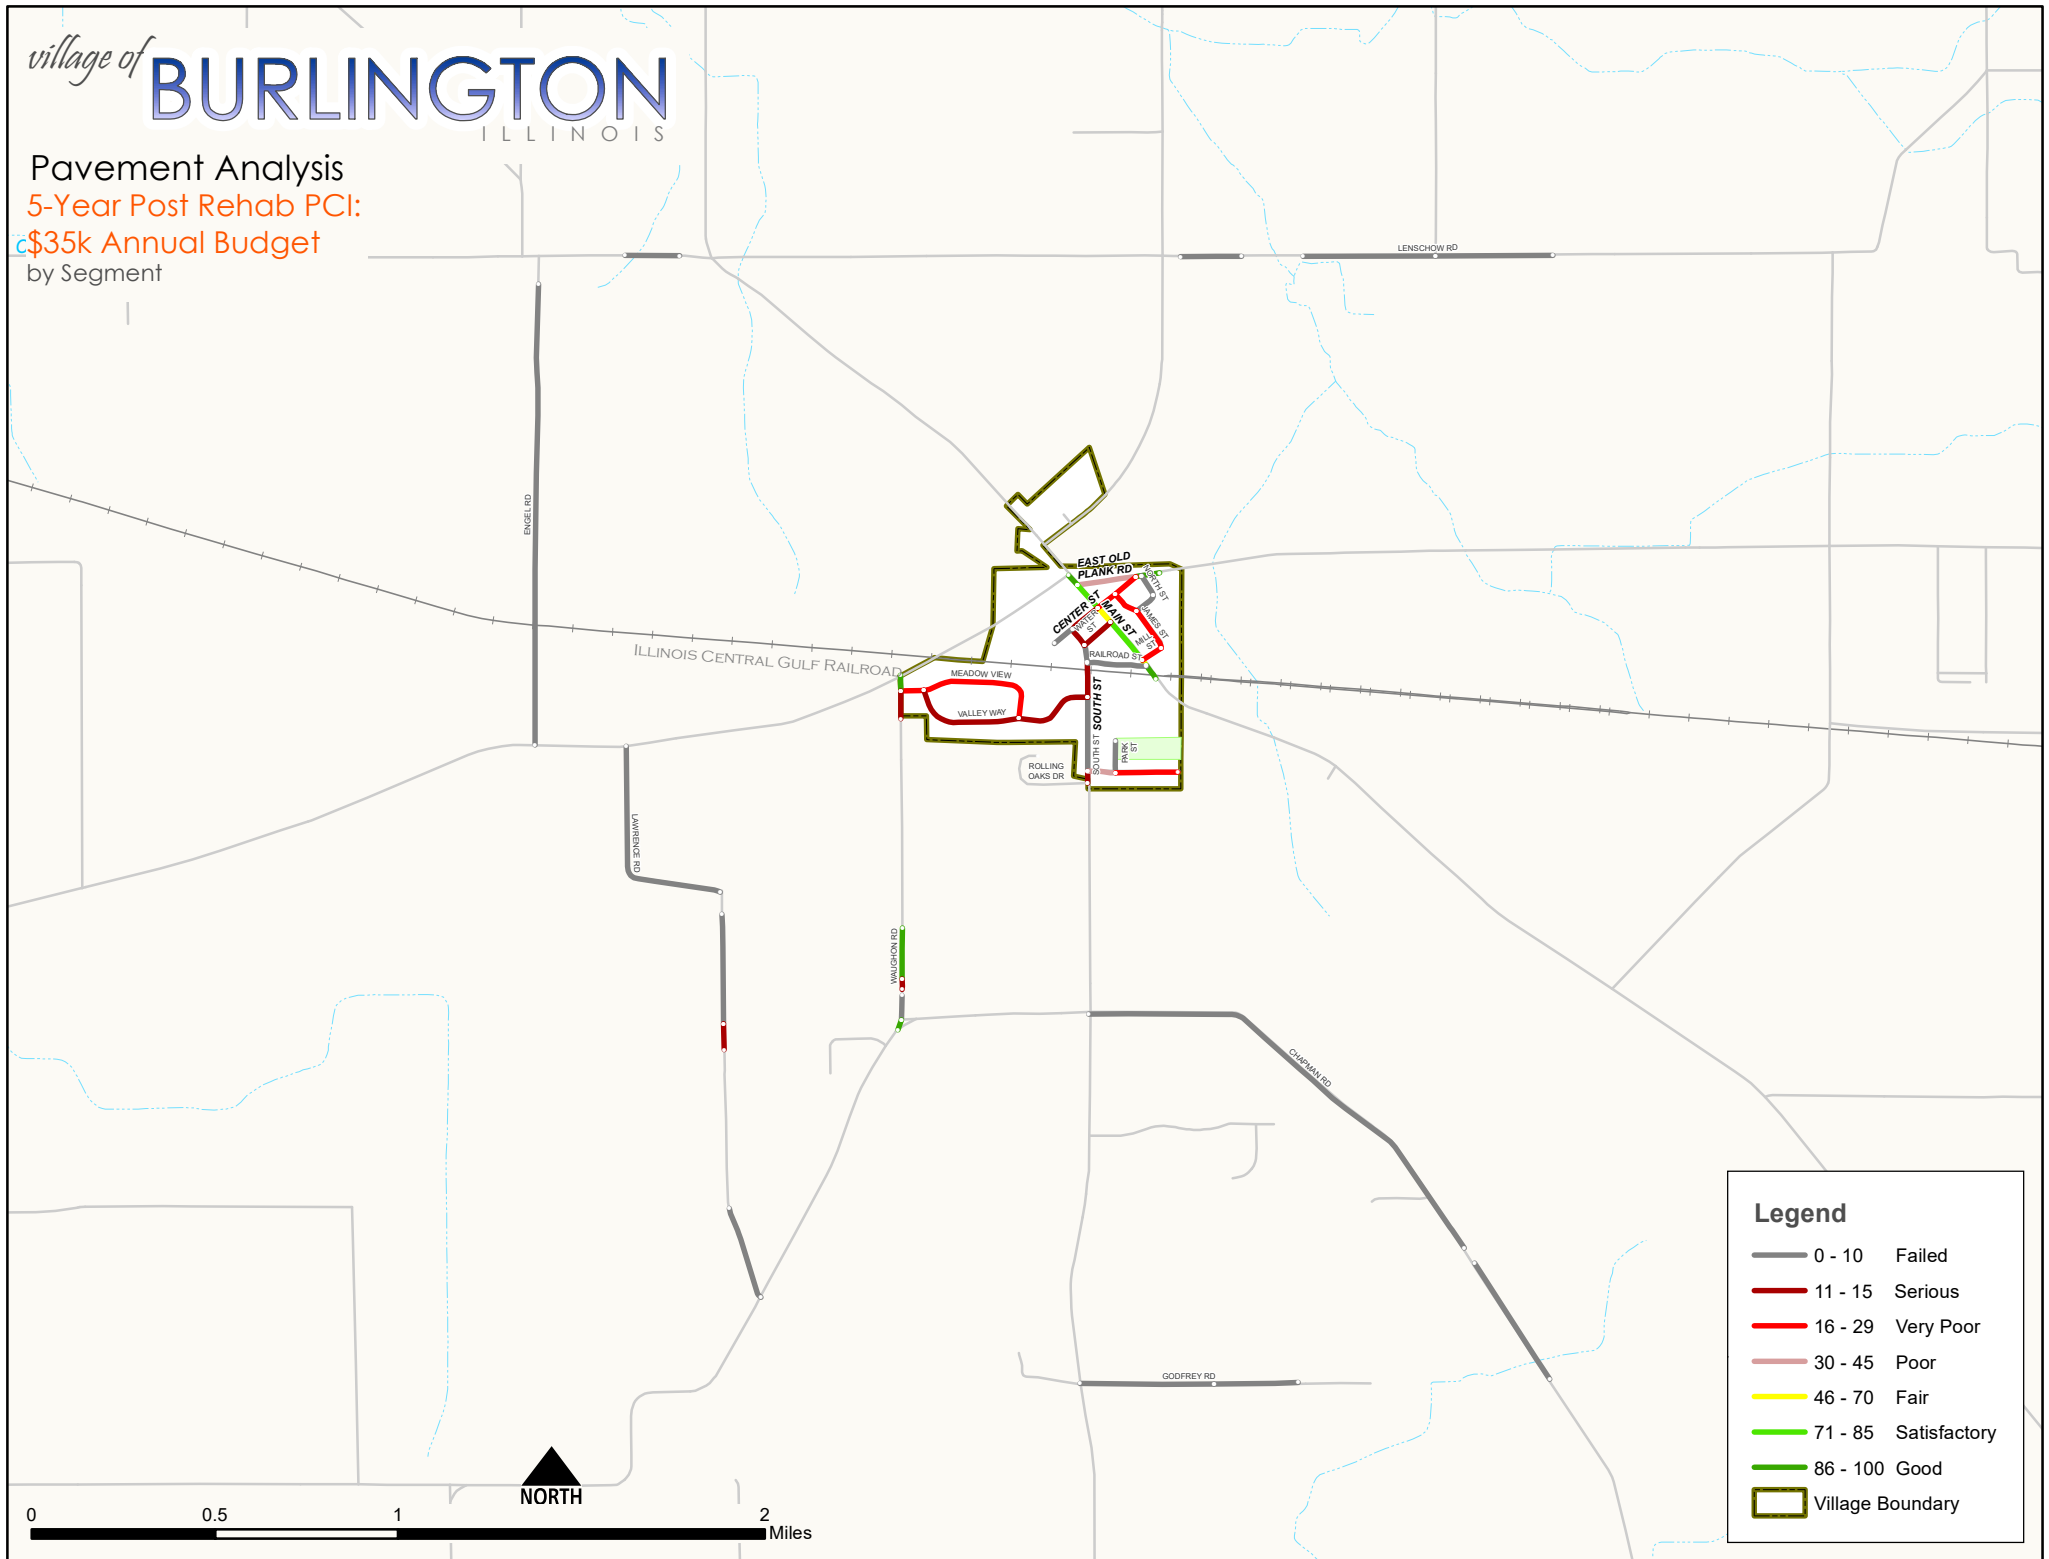 village of
BURLINGTON
ILLINOIS
Pavement Analysis
5-Year Post Rehab PCI:
$35k Annual Budget
by Segment
LENSCHOW RD
ENGEL RD
EAST OLD
PLANK RD
NORTH ST
CENTER ST
WATER
ST
MAIN ST
JAMES ST
MILL
ST
RAILROAD ST
ILLINOIS CENTRAL GULF RAILROAD
MEADOW VIEW
VALLEY WAY
SOUTH ST
SOUTH ST
PARK
ST
ROLLING
OAKS DR
LAWRENCE RD
WAUGHON RD
CHAPMAN RD
GODFREY RD
Legend
0 - 10 Failed
11 - 15 Serious
16 - 29 Very Poor
30 - 45 Poor
46 - 70 Fair
71 - 85 Satisfactory
86 - 100 Good
Village Boundary
NORTH
0 0.5 1 2
Miles